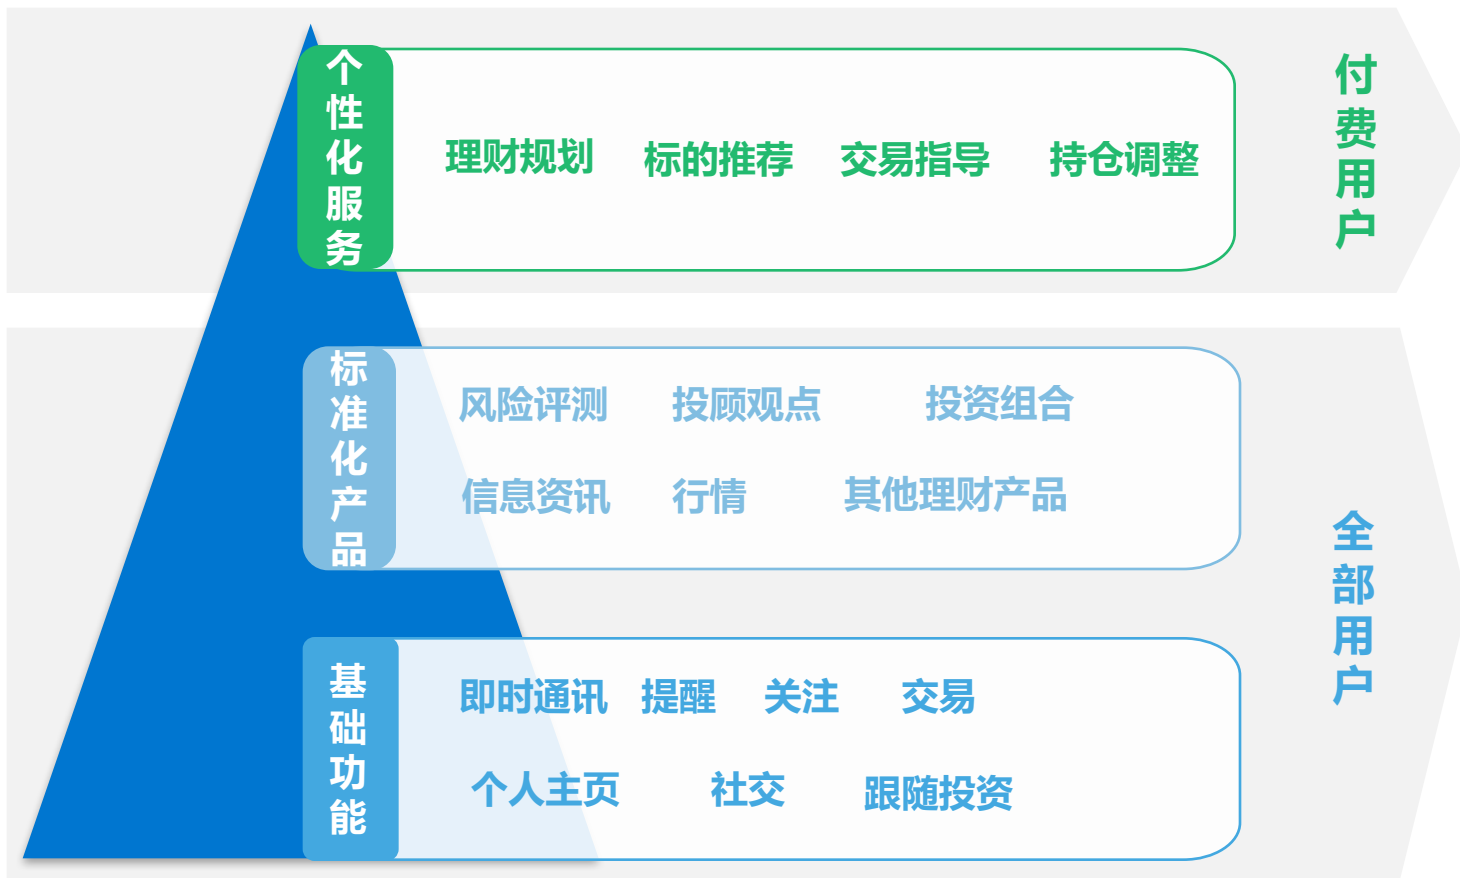 个性化服务
理财规划 标的推荐 交易指导 持仓调整
付费用户
标准化产品
风险评测 投顾观点 投资组合
信息资讯 行情 其他理财产品
全部用户
基础功能
即时通讯 提醒 关注 交易
个人主页 社交 跟随投资